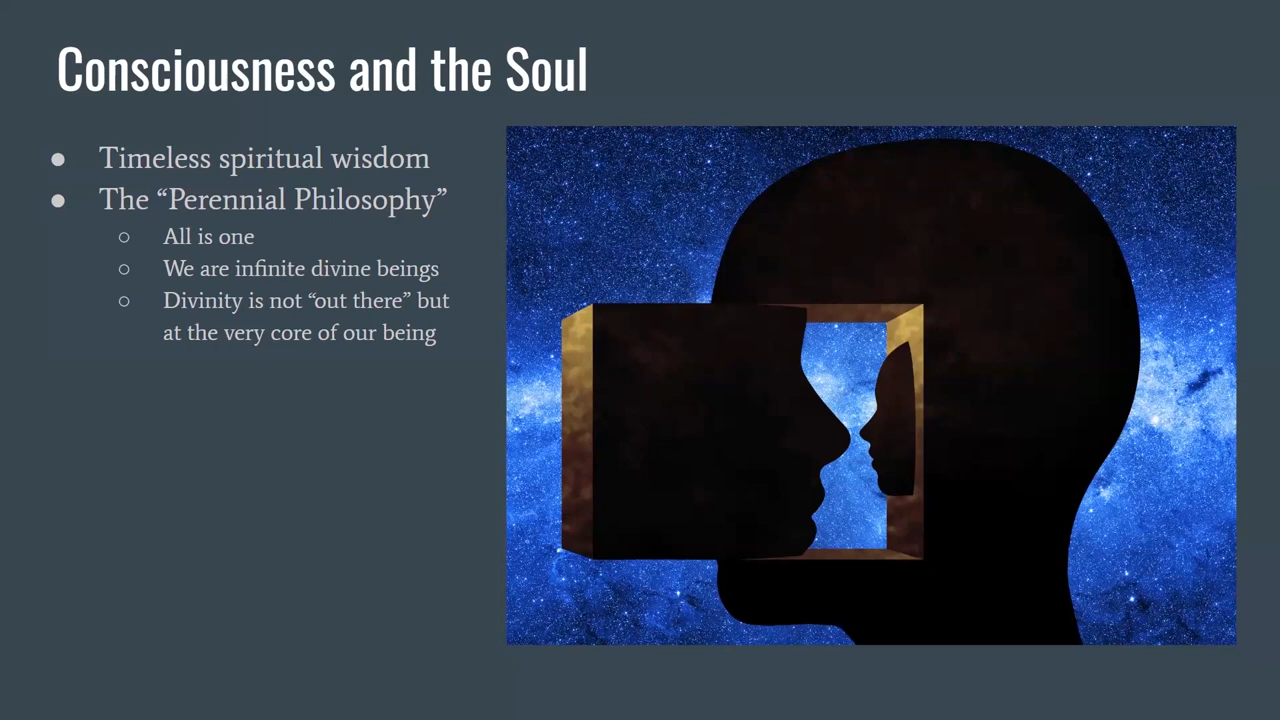 Consciousness and the Soul
● Timeless spiritual wisdom
● The “Perennial Philosophy”
○ All is one
○ We are infinite divine beings
○ Divinity is not “out there” but
at the very core of our being